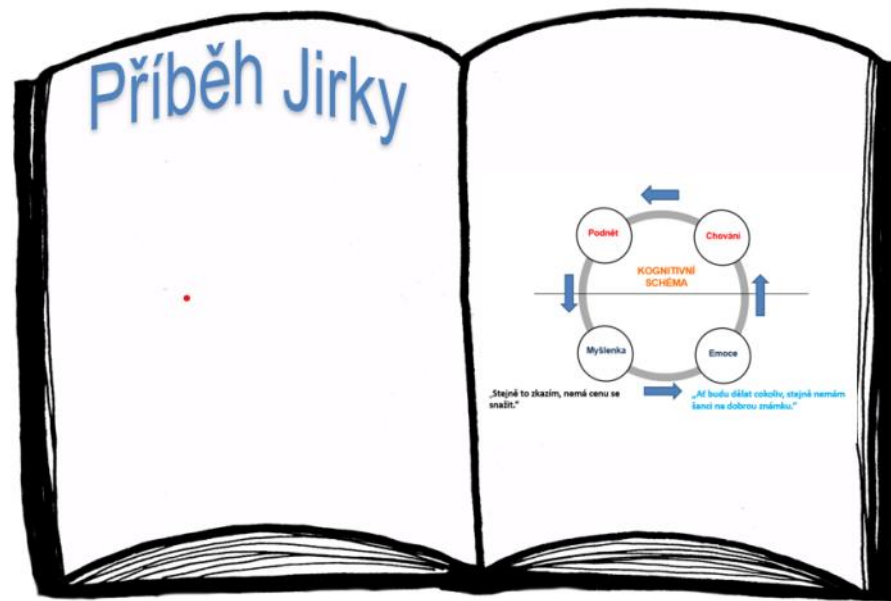 Příběh Jirky
Podnět
Chování
KOGNITIVNÍ
SCHÉMA
Myšlenka
Emoce
„Stejně to zkazím, nemá cenu se
snažit.“
„Ať budu dělat cokoliv, stejně nemám
šanci na dobrou známku.“